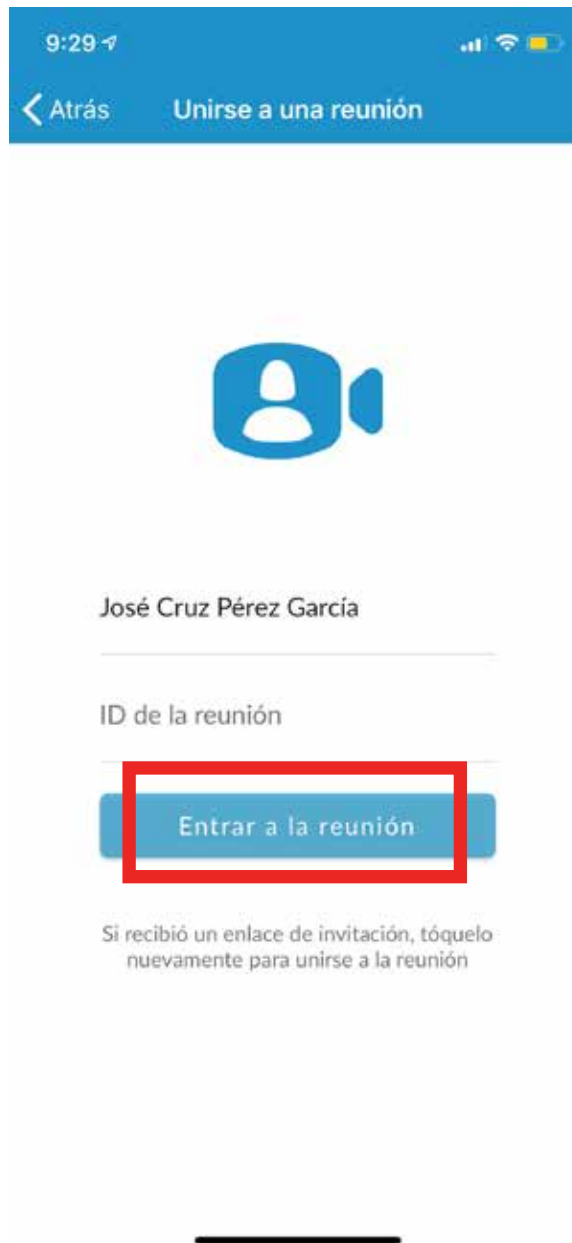 9:29
Atrás Unirse a una reunión
José Cruz Pérez García
ID de la reunión
Entrar a la reunión
Si recibió un enlace de invitación, tóquelo
nuevamente para unirse a la reunión